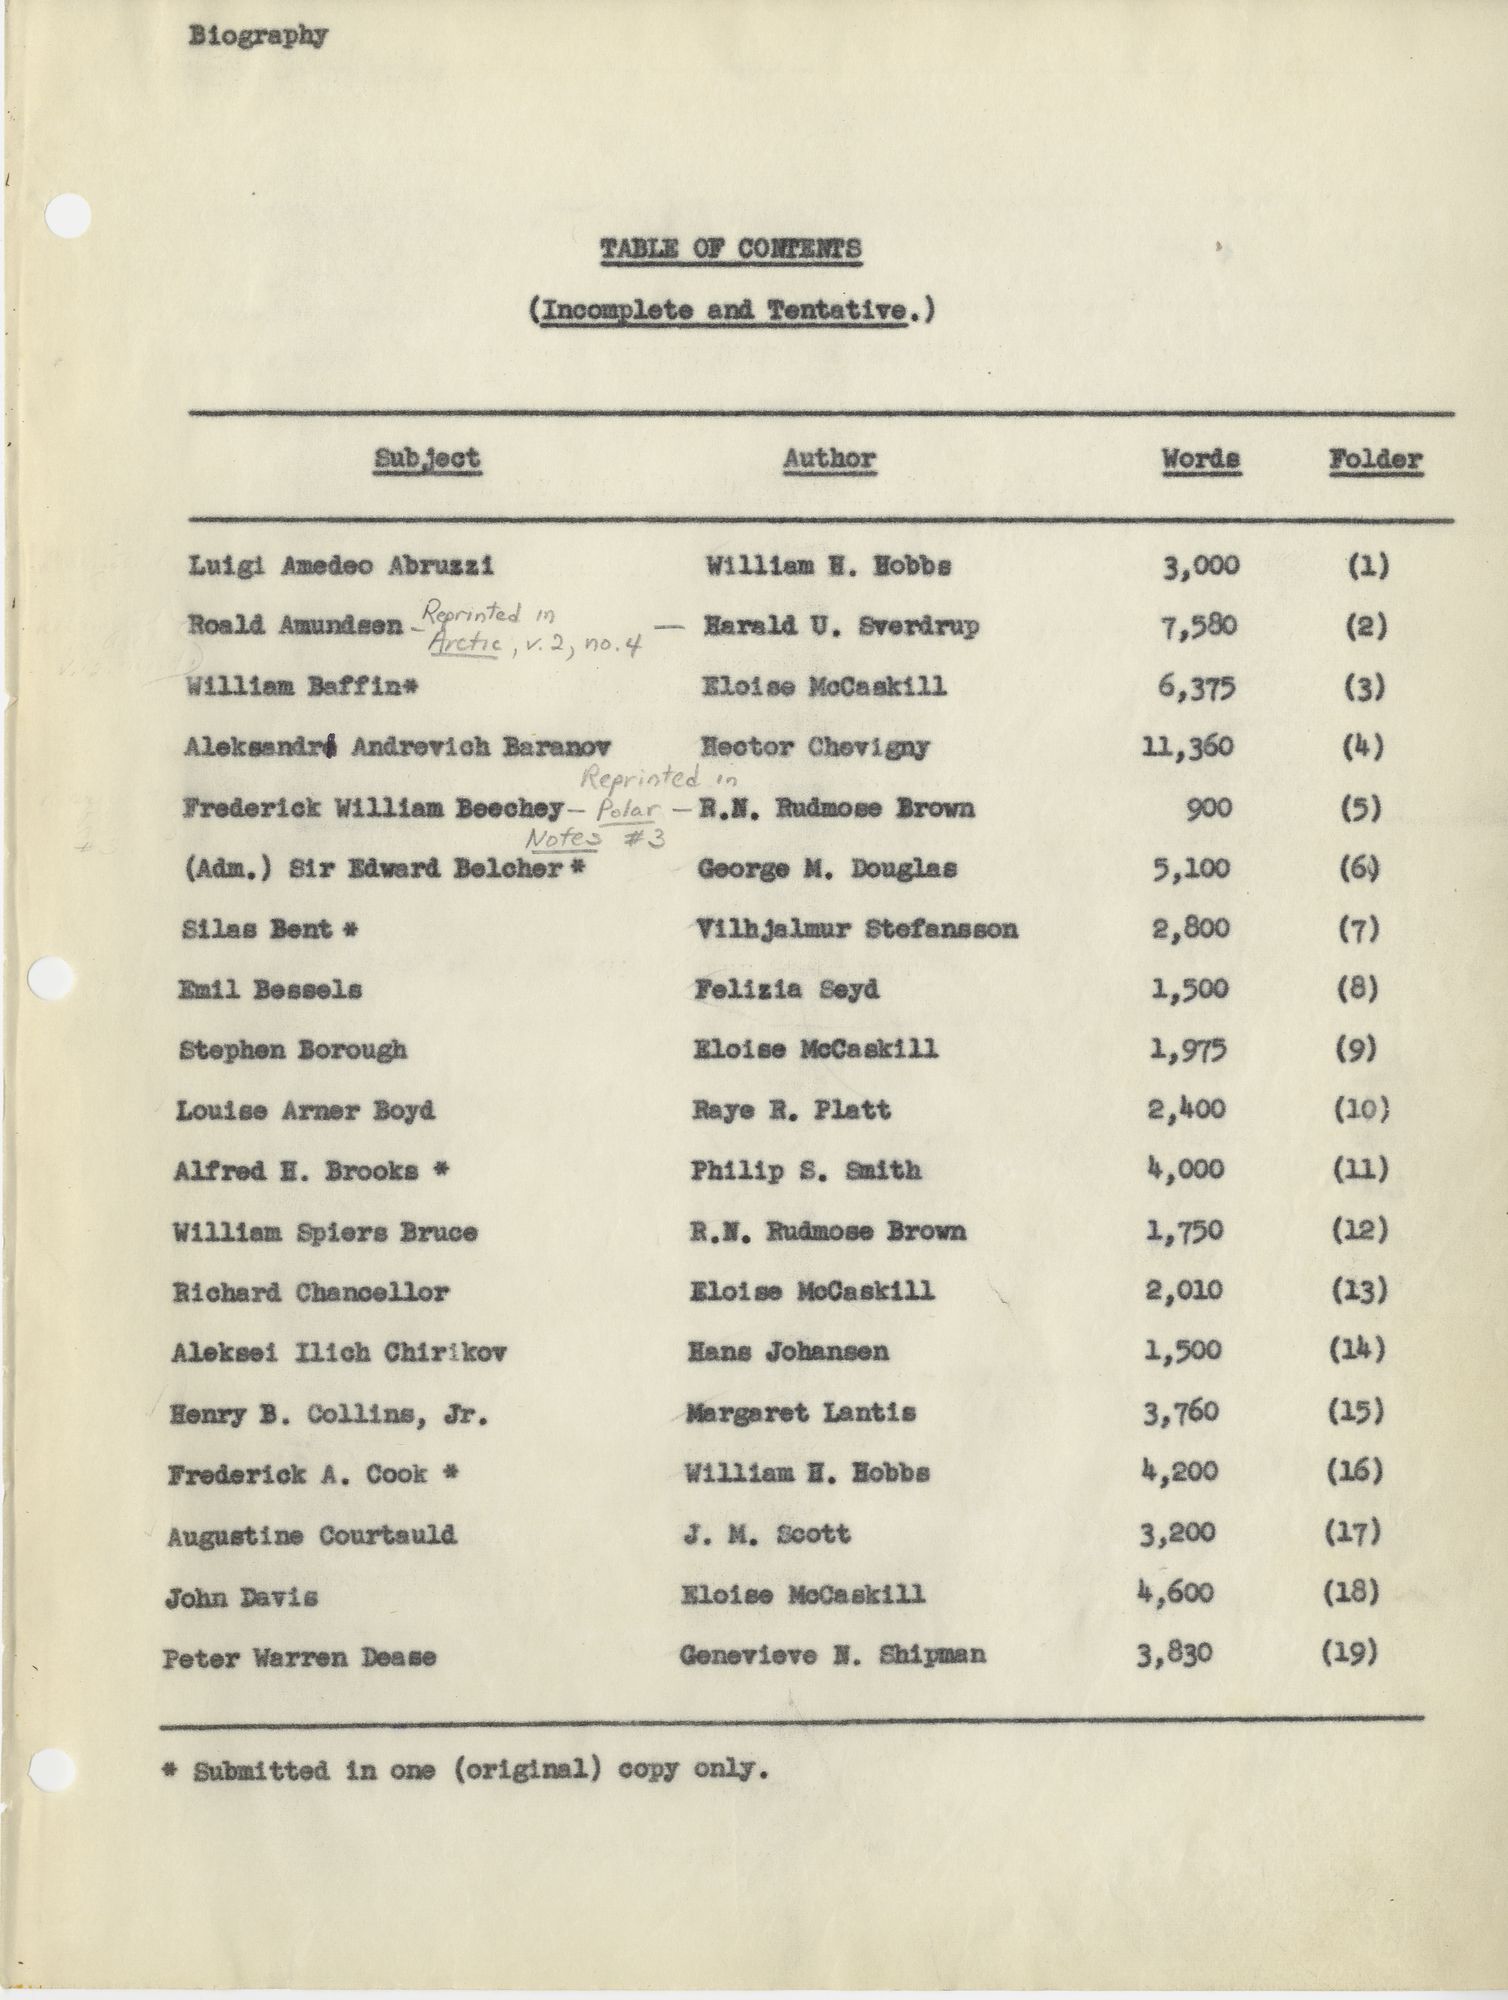 Biography
TABLE OF CONTENTS
(Incomplete and Tentative.)
Subject Author Words Folder
Luigi Amedeo Abruzzi William H. Hobbs 3,000 (1)
Roald Amundsen - Reprinted in Arctic, v.2, no.4 — Harald U. Sverdrup 7,580 (2)
William Baffin* Eloise McCaskill 6,375 (3)
Aleksandr Andrevich Baranov Hector Chevigny 11,360 (4)
Frederick William Beechey - Reprinted in Polar Notes #3 - R.N. Rudmose Brown 900 (5)
(Adm.) Sir Edward Belcher * George M. Douglas 5,100 (6)
Silas Bent * Vilhjalmur Stefansson 2,800 (7)
Emil Bessels Felizia Seyd 1,500 (8)
Stephen Borough Eloise McCaskill 1,975 (9)
Louise Arner Boyd Raye R. Platt 2,400 (10)
Alfred H. Brooks * Philip S. Smith 4,000 (11)
William Spiers Bruce R.N. Rudmose Brown 1,750 (12)
Richard Chancellor Eloise McCaskill 2,010 (13)
Aleksei Ilich Chirikov Hans Johansen 1,500 (14)
Henry B. Collins, Jr. Margaret Lantis 3,760 (15)
Frederick A. Cook * William H. Hobbs 4,200 (16)
Augustine Courtauld J. M. Scott 3,200 (17)
John Davis Eloise McCaskill 4,600 (18)
Peter Warren Dease Genevieve N. Shipman 3,830 (19)
* Submitted in one (original) copy only.